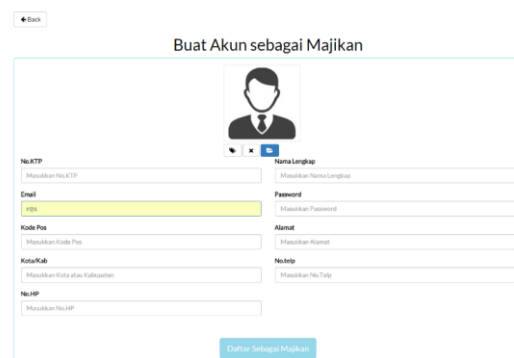 Back
Buat Akun sebagai Majikan
No.KTP
Nama Lengkap
Masukkan No.KTP
Masukkan Nama Lengkap
Email
Password
Masukkan Password
Kode Pos
Alamat
Masukkan Kode Pos
Masukkan Alamat
Kota/Kab
No.telp
Masukkan Kota atau Kabupaten
Masukkan No.Telp
No.HP
Masukkan No.HP
Daftar Sebagai Majikan